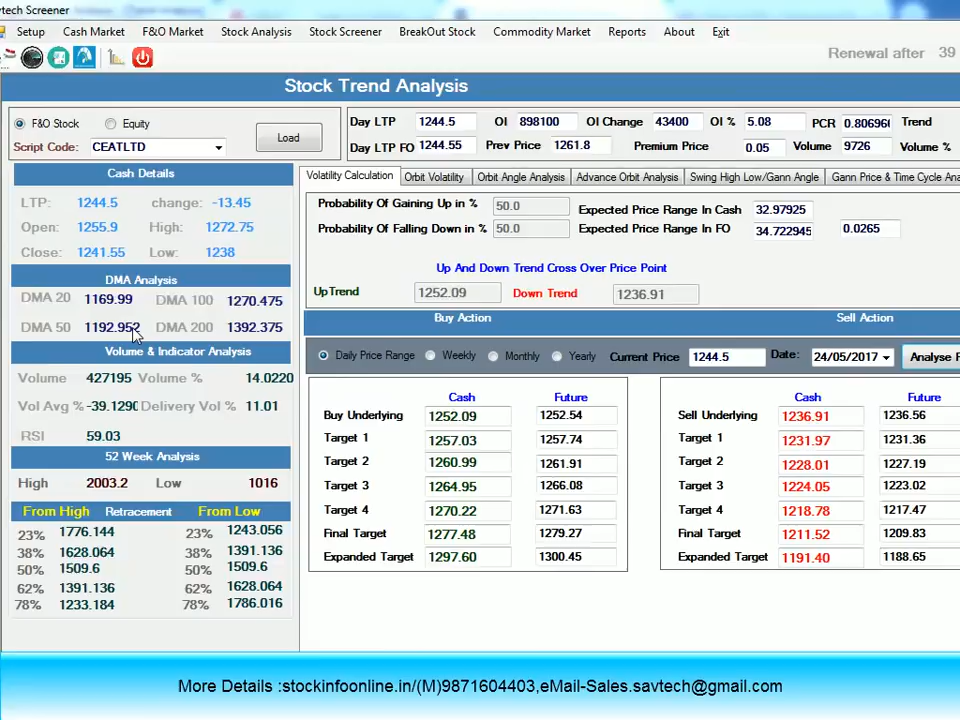 ytech Screener
Setup Cash Market F&O Market Stock Analysis Stock Screener BreakOut Stock Commodity Market Reports About Exit
Renewal after 39
Stock Trend Analysis
F&O Stock Equity
Script Code: CEATLTD Load
Day LTP 1244.5 OI 898100 OI Change 43400 OI % 5.08 PCR 0.80696 Trend
Day LTP FO 1244.55 Prev Price 1261.8 Premium Price 0.05 Volume 9726 Volume %
Cash Details
LTP: 1244.5 change: -13.45
Open: 1255.9 High: 1272.75
Close: 1241.55 Low: 1238
DMA Analysis
DMA 20 1169.99 DMA 100 1270.475
DMA 50 1192.952 DMA 200 1392.375
Volume & Indicator Analysis
Volume 427195 Volume % 14.0220
Vol Avg % -39.1290 Delivery Vol % 11.01
RSI 59.03
52 Week Analysis
High 2003.2 Low 1016
From High Retracement From Low
23% 1776.144 23% 1243.056
38% 1628.064 38% 1391.136
50% 1509.6 50% 1509.6
62% 1391.136 62% 1628.064
78% 1233.184 78% 1786.016
Volatility Calculation Orbit Volatility Orbit Angle Analysis Advance Orbit Analysis Swing High Low/Gann Angle Gann Price & Time Cycle Ana
Probability Of Gaining Up in % 50.0 Expected Price Range In Cash 32.97925
Probability Of Falling Down in % 50.0 Expected Price Range in FO 34.722945 0.0265
Up And Down Trend Cross Over Price Point
UpTrend 1252.09 Down Trend 1236.91
Buy Action Sell Action
Daily Price Range Weekly Monthly Yearly Current Price 1244.5 Date: 24/05/2017 Analyse
Cash Future Cash Future
Buy Underlying 1252.09 1252.54 Sell Underlying 1236.91 1236.56
Target 1 1257.03 1257.74 Target 1 1231.97 1231.36
Target 2 1260.99 1261.91 Target 2 1228.01 1227.19
Target 3 1264.95 1266.08 Target 3 1224.05 1223.02
Target 4 1270.22 1271.63 Target 4 1218.78 1217.47
Final Target 1277.48 1279.27 Final Target 1211.52 1209.83
Expanded Target 1297.60 1300.45 Expanded Target 1191.40 1188.65
More Details :stockinfoonline.in/(M)9871604403,eMail-Sales.savtech@gmail.com